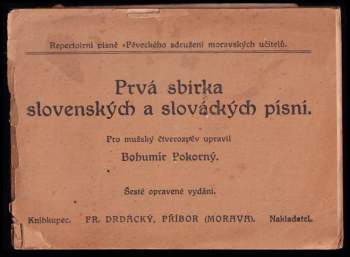 Repertoirní písně »Pěveckého sdružení moravských učitelů.
Prvá sbírka
slovenských a slováckých písní.
Pro mužský čtverozpěv upravil
Bohumír Pokorný.
Šesté opravené vydání.
Knihkupec. FR. DRDÁCKÝ, PŘÍBOR (MORAVA). Nakladatel.